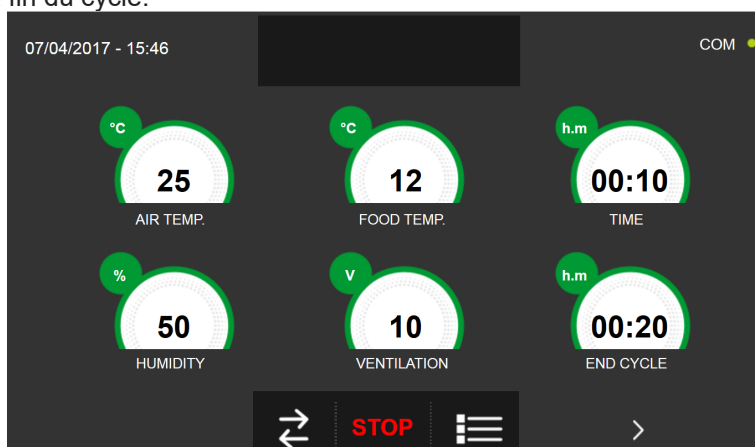 fin du cycle.
07/04/2017 - 15:46 COM
°C °C h.m
25 12 00:10
AIR TEMP. FOOD TEMP. TIME
% V h.m
50 10 00:20
HUMIDITY VENTILATION END CYCLE
STOP